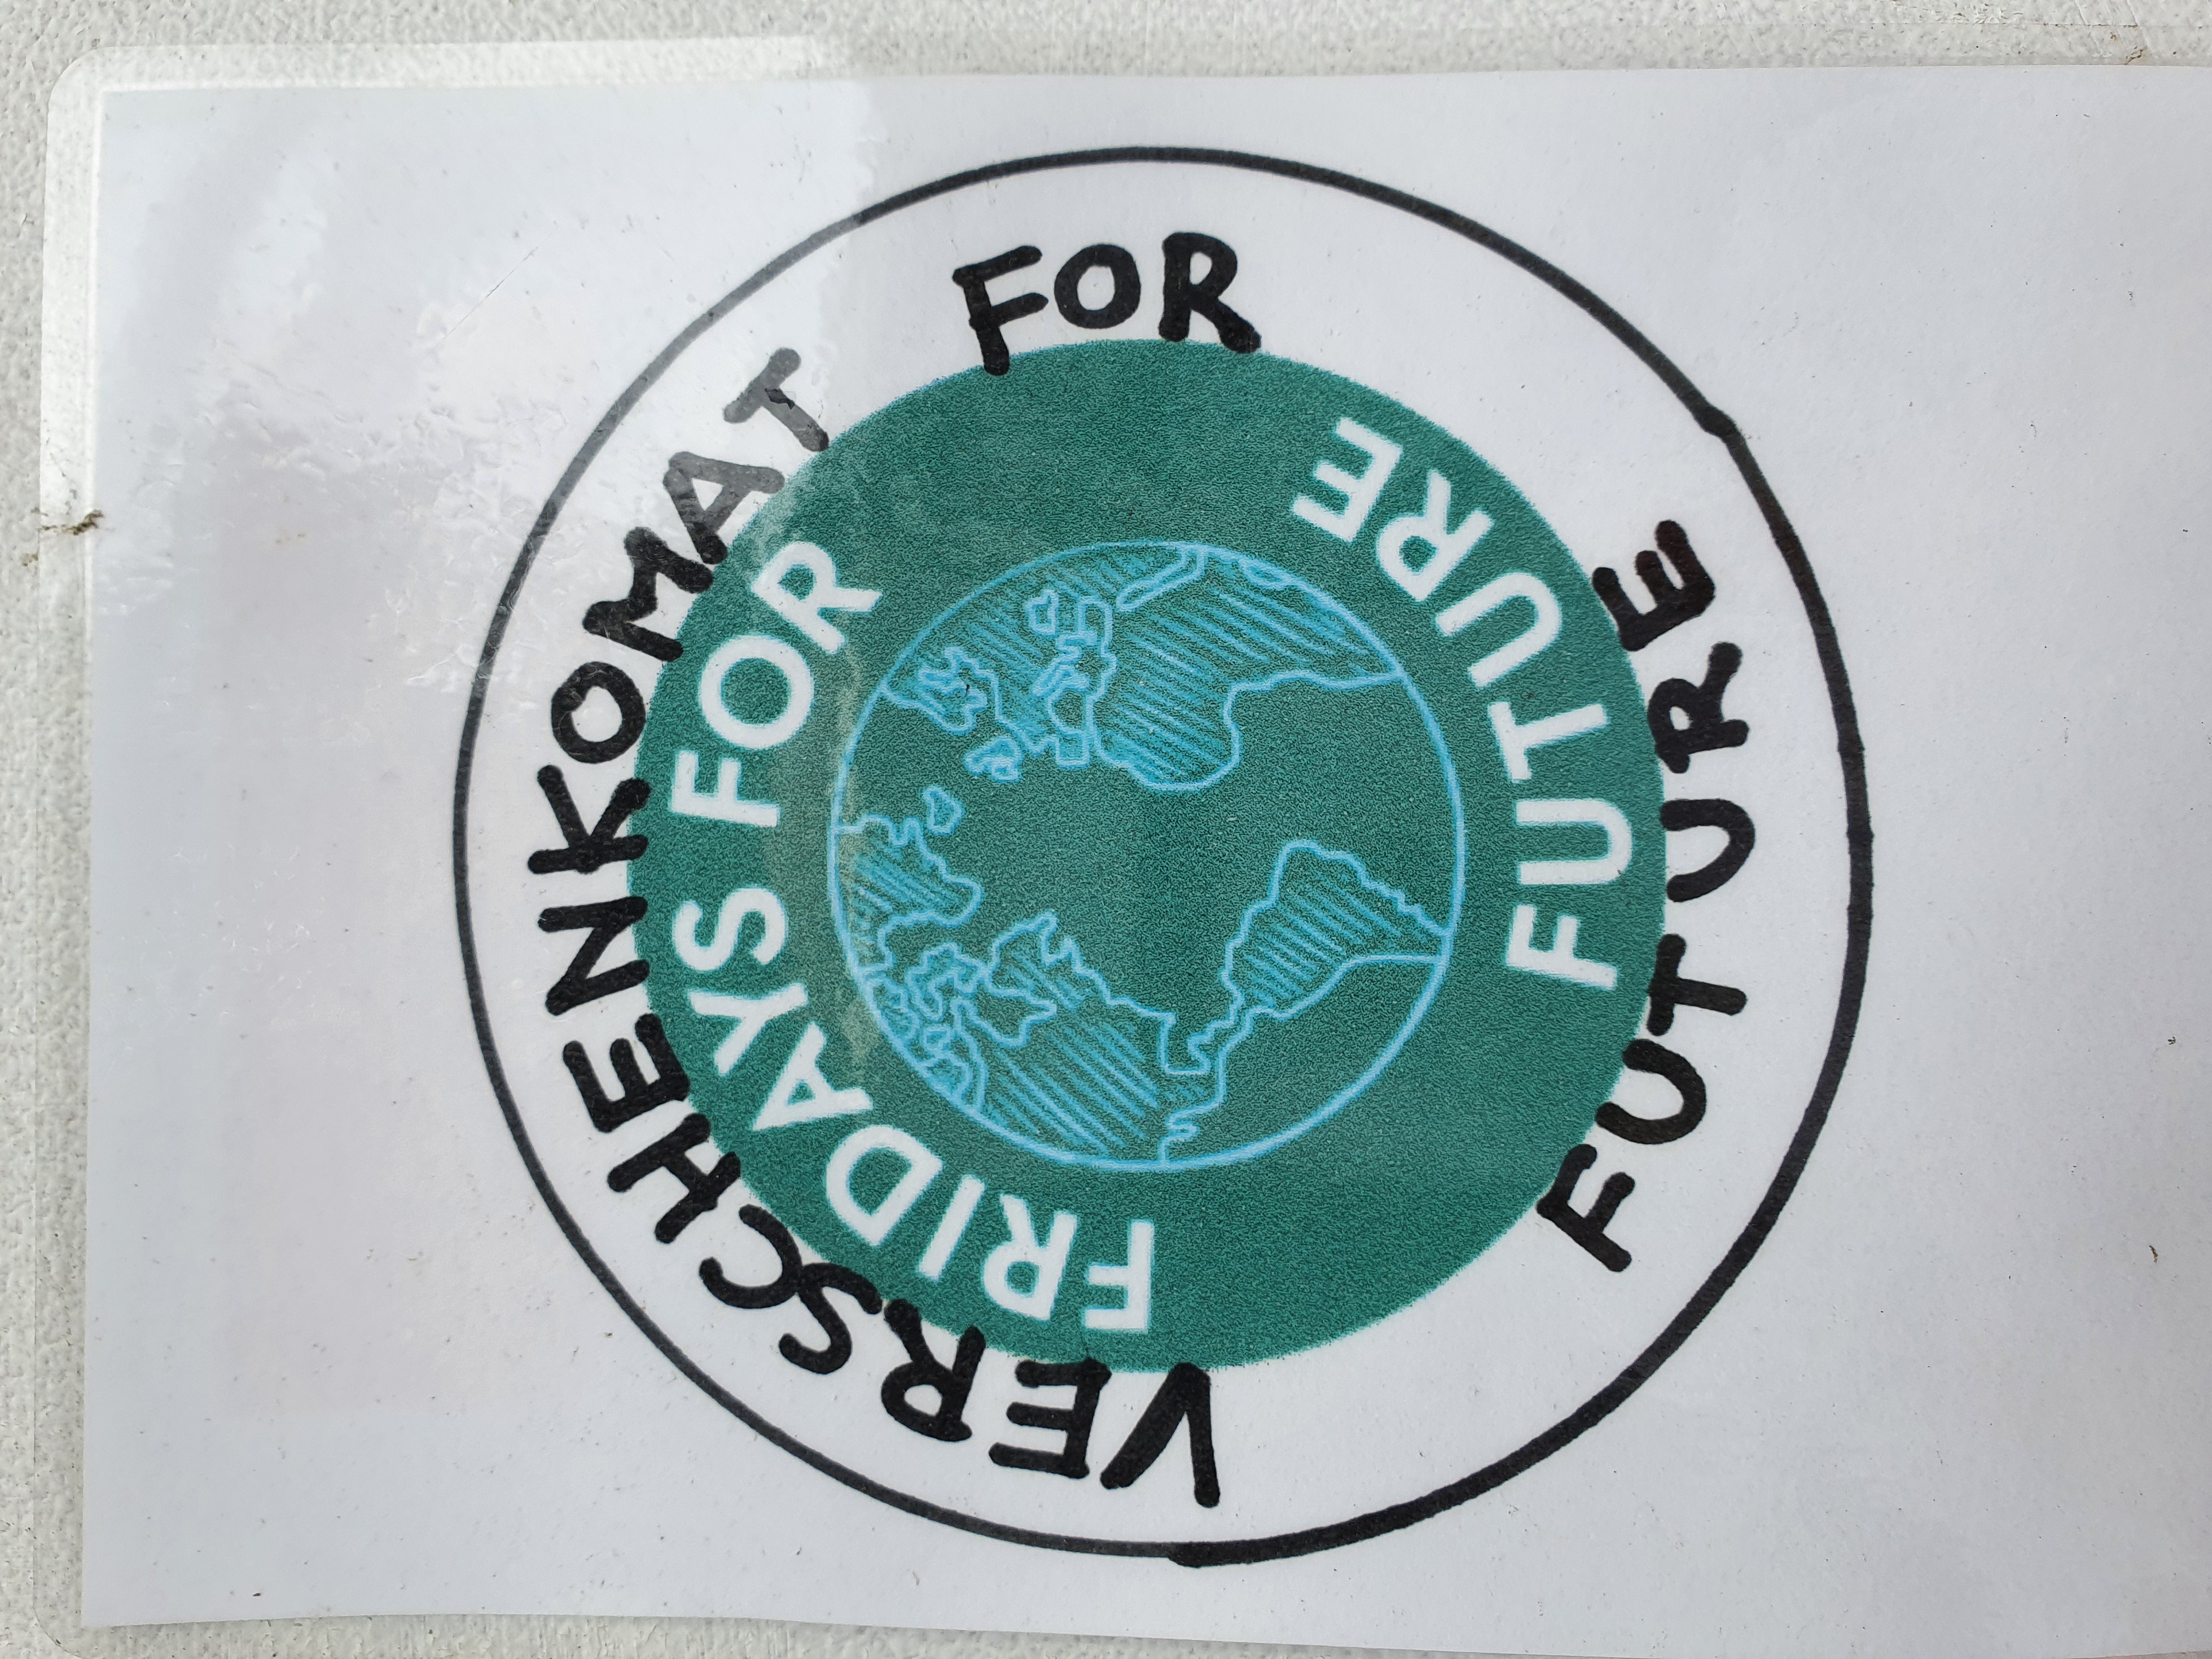 VERSCHENKOMAT FOR
FUTURE
FRIDAYS FOR
FUTURE